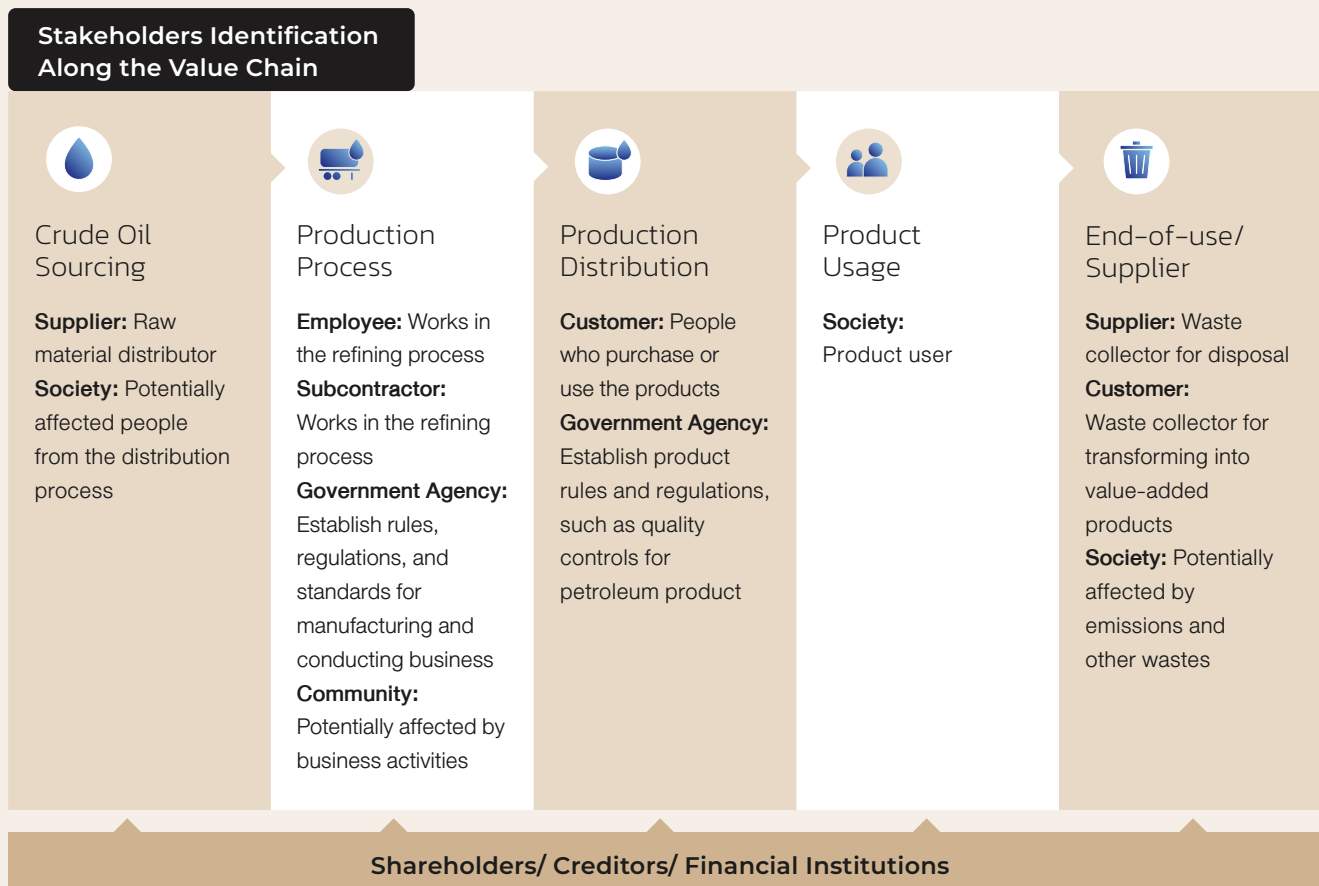 Stakeholders Identification
Along the Value Chain
Crude Oil
Sourcing
Supplier: Raw
material distributor
Society: Potentially
affected people
from the distribution
process
Production
Process
Employee: Works in
the refining process
Subcontractor:
Works in the refining
process
Government Agency:
Establish rules,
regulations, and
standards for
manufacturing and
conducting business
Community:
Potentially affected by
business activities
Production
Distribution
Customer: People
who purchase or
use the products
Government Agency:
Establish product
rules and regulations,
such as quality
controls for
petroleum product
Product
Usage
Society:
Product user
End-of-use/
Supplier
Supplier: Waste
collector for disposal
Customer:
Waste collector for
transforming into
value-added
products
Society: Potentially
affected by
emissions and
other wastes
Shareholders/ Creditors/ Financial Institutions